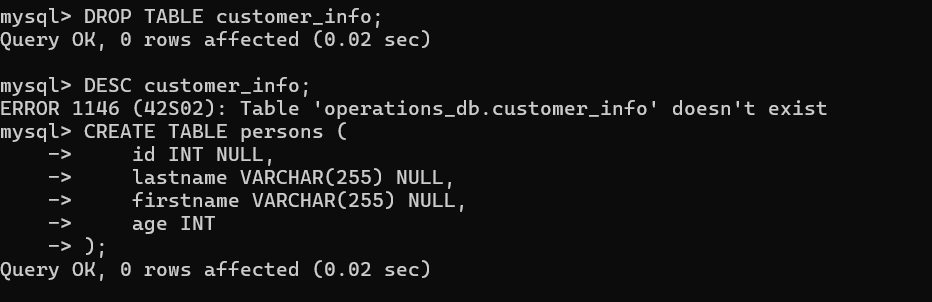 mysql> DROP TABLE customer_info;
Query OK, 0 rows affected (0.02 sec)

mysql> DESC customer_info;
ERROR 1146 (42S02): Table 'operations_db.customer_info' doesn't exist
mysql> CREATE TABLE persons (
    ->     id INT NULL,
    ->     lastname VARCHAR(255) NULL,
    ->     firstname VARCHAR(255) NULL,
    ->     age INT
    -> );
Query OK, 0 rows affected (0.02 sec)